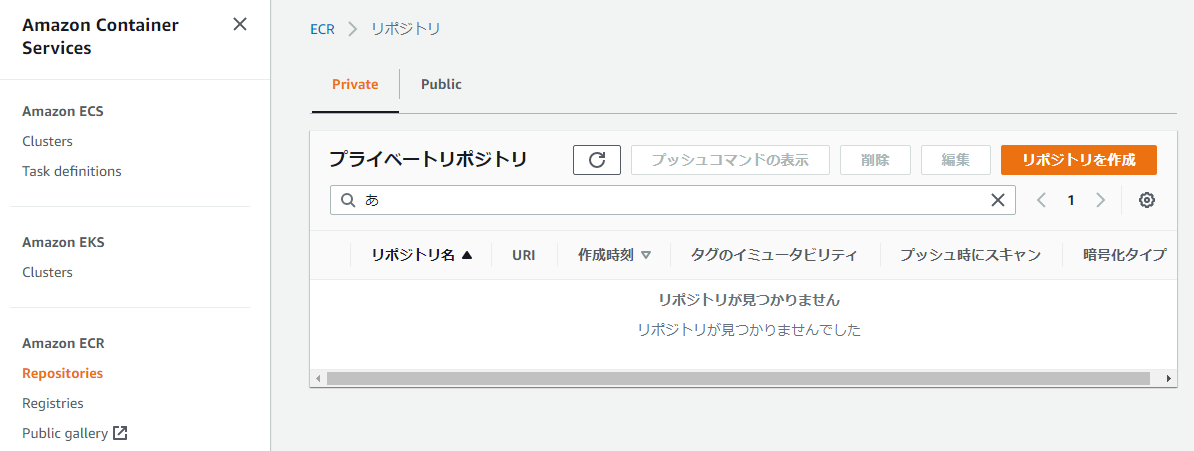 Amazon Container
Services
Amazon ECS
Clusters
Task definitions
Amazon EKS
Clusters
Amazon ECR
Repositories
Registries
Public gallery
ECR リポジトリ
Private Public
プライベートリポジトリ プッシュコマンドの表示 削除 編集 リポジトリを作成
あ 1
リポジトリ名 URI 作成時刻 タグのイミュータビリティ プッシュ時にスキャン 暗号化タイプ
リポジトリが見つかりません
リポジトリが見つかりませんでした